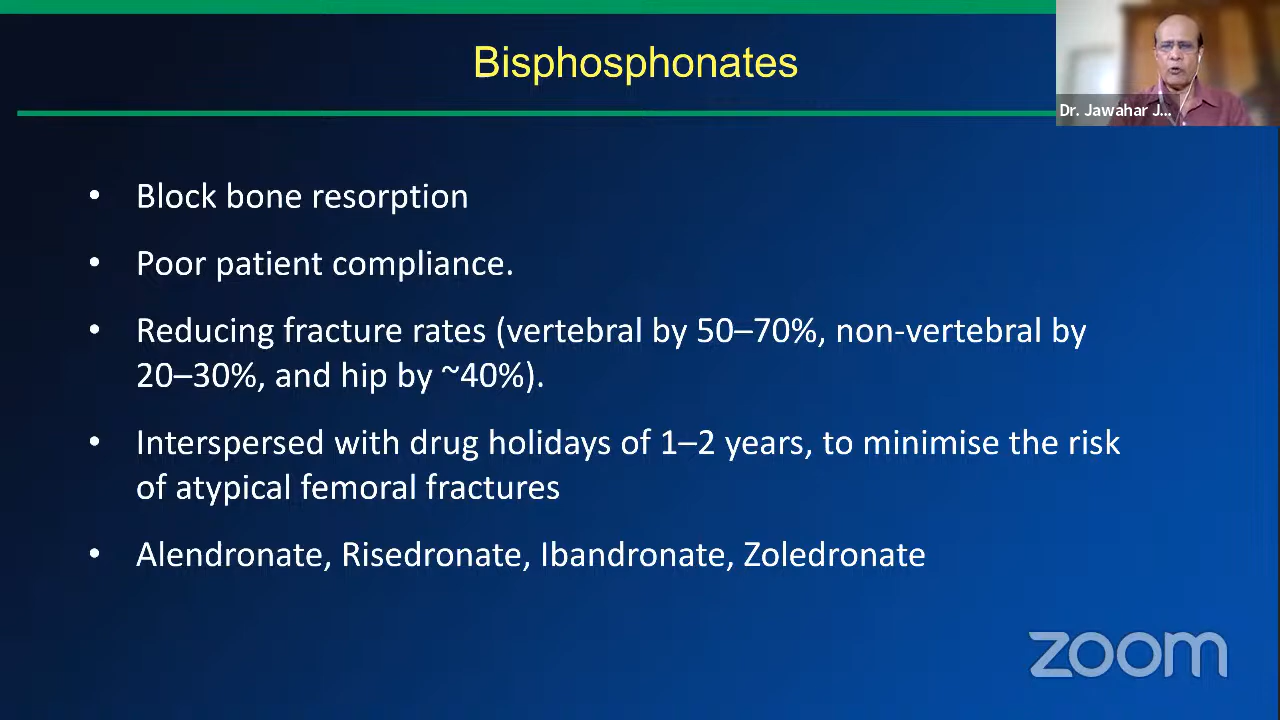 Bisphosphonates
Dr. Jawahar J...
• Block bone resorption
• Poor patient compliance.
• Reducing fracture rates (vertebral by 50–70%, non-vertebral by
20–30%, and hip by ~40%).
• Interspersed with drug holidays of 1–2 years, to minimise the risk
of atypical femoral fractures
• Alendronate, Risedronate, Ibandronate, Zoledronate
zoom